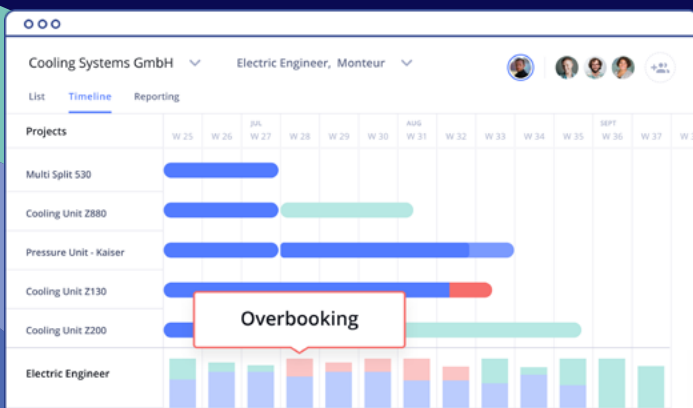 Cooling Systems GmbH
Electric Engineer, Monteur
List Timeline Reporting
Projects
JUL AUG SEPT
W 25 W 26 W 27 W 28 W 29 W 30 W 31 W 32 W 33 W 34 W 35 W 36 W 37
Multi Split 530
Cooling Unit Z880
Pressure Unit - Kaiser
Cooling Unit Z130
Overbooking
Cooling Unit Z200
Electric Engineer